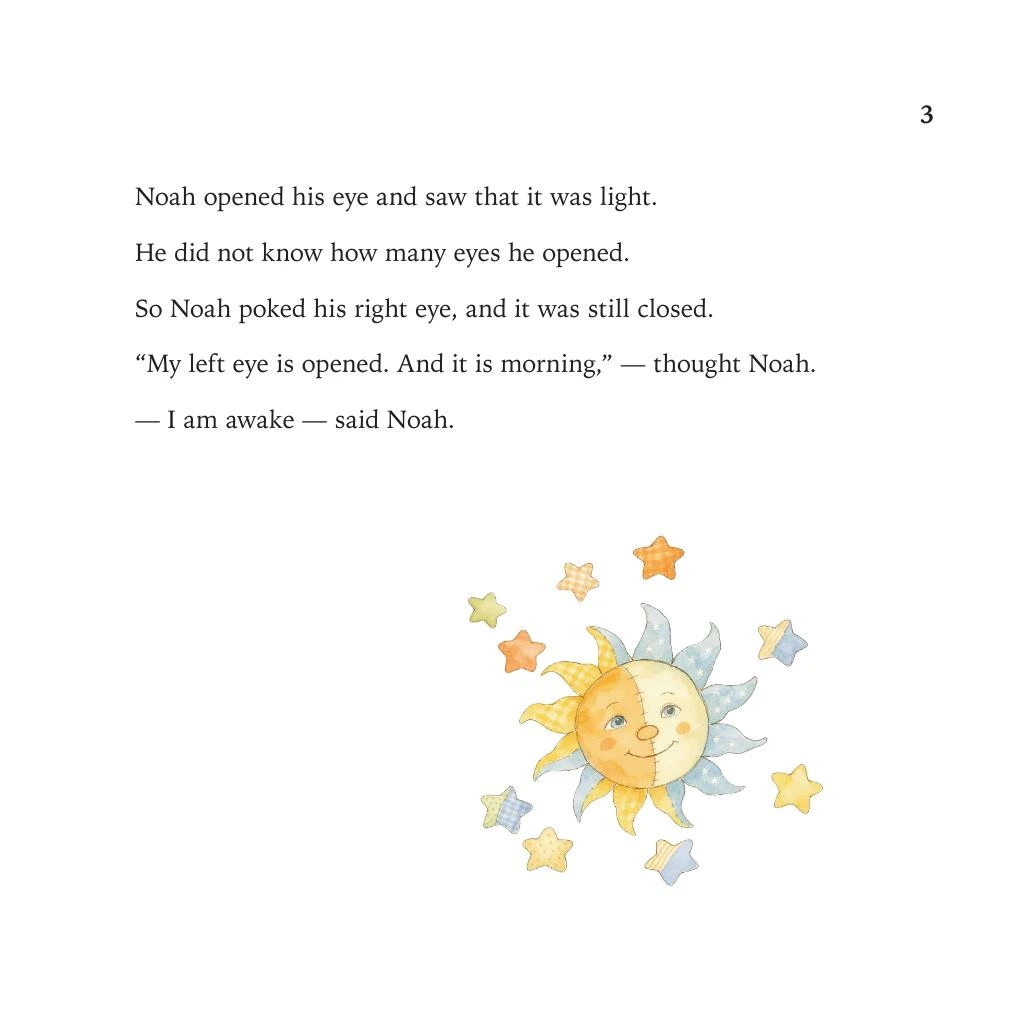 3
Noah opened his eye and saw that it was light.
He did not know how many eyes he opened.
So Noah poked his right eye, and it was still closed.
“My left eye is opened. And it is morning,” — thought Noah.
— I am awake — said Noah.